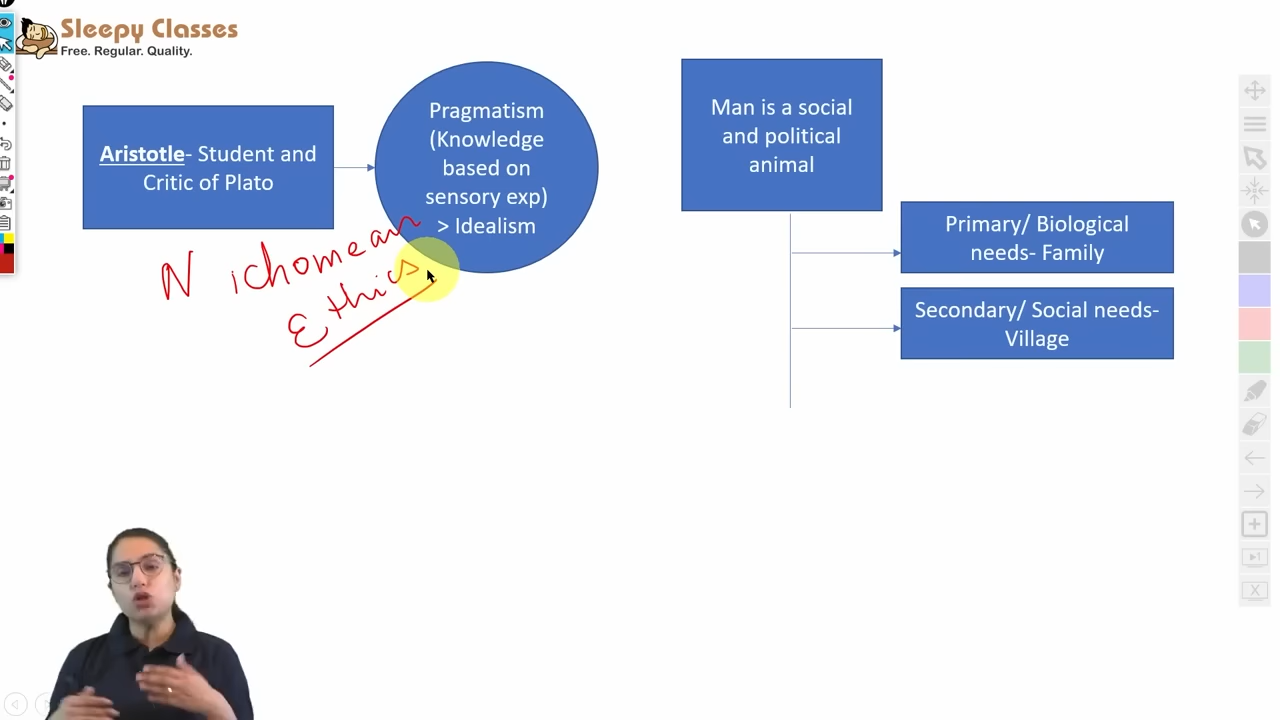 Sleepy Classes
Free. Regular. Quality.
Aristotle- Student and
Critic of Plato
Pragmatism
(Knowledge
based on
sensory exp)
> Idealism
Nichomean
Ethics
Man is a social
and political
animal
Primary/ Biological
needs- Family
Secondary/ Social needs-
Village